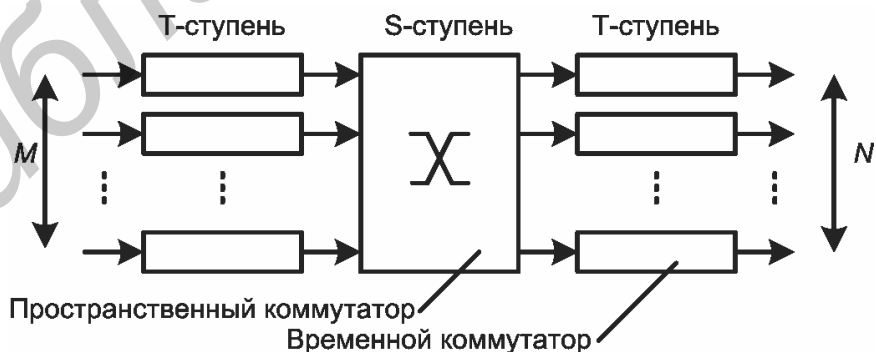 Т-ступень S-ступень Т-ступень
M N
Пространственный коммутатор
Временной коммутатор